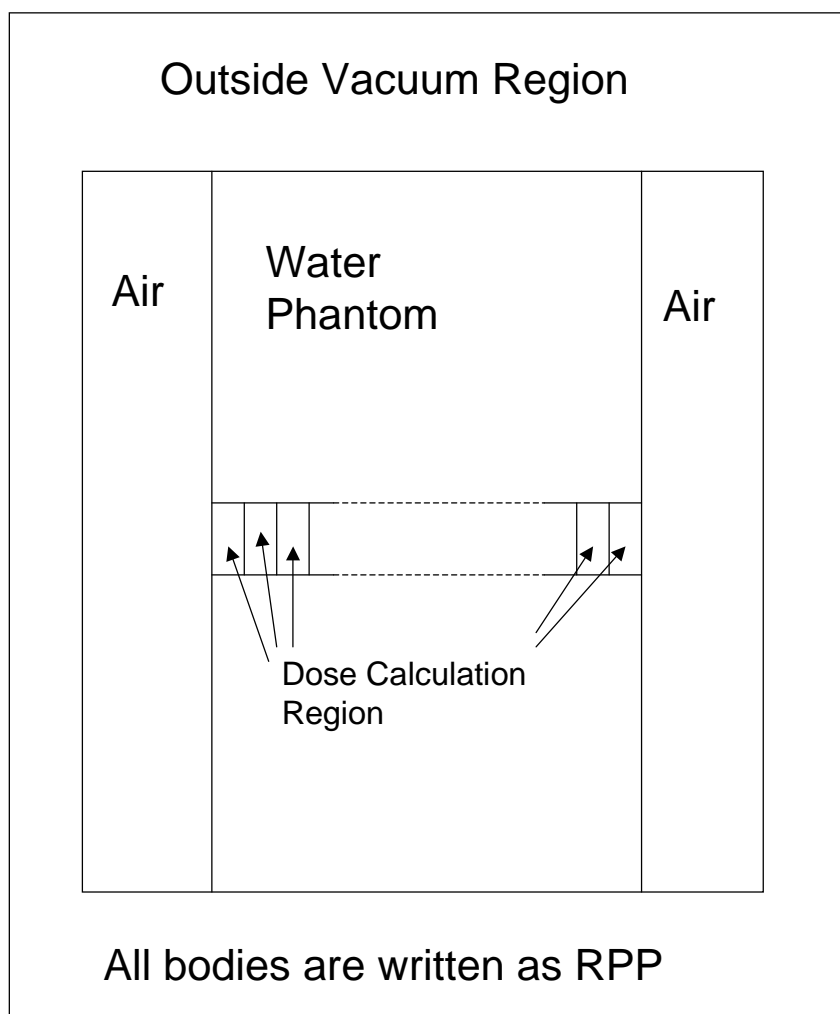 Outside Vacuum Region
Air
Water
Phantom
Air
Dose Calculation
Region
All bodies are written as RPP